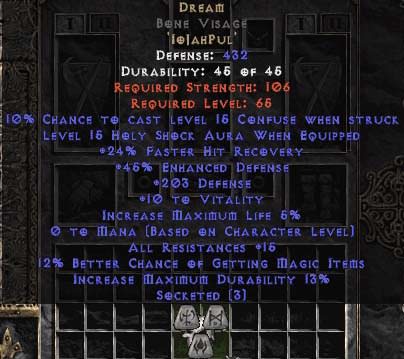 Dream
Bone Visage
'IoJahPul'
Defense: 432
Durability: 45 of 45
Required Strength: 106
Required Level: 65
10% Chance to cast level 15 Confuse when struck
Level 15 Holy Shock Aura When Equipped
+24% Faster Hit Recovery
+45% Enhanced Defense
+203 Defense
+10 to Vitality
Increase Maximum Life 5%
0 to Mana (Based on Character Level)
All Resistances +15
12% Better Chance of Getting Magic Items
Increase Maximum Durability 13%
Socketed (3)